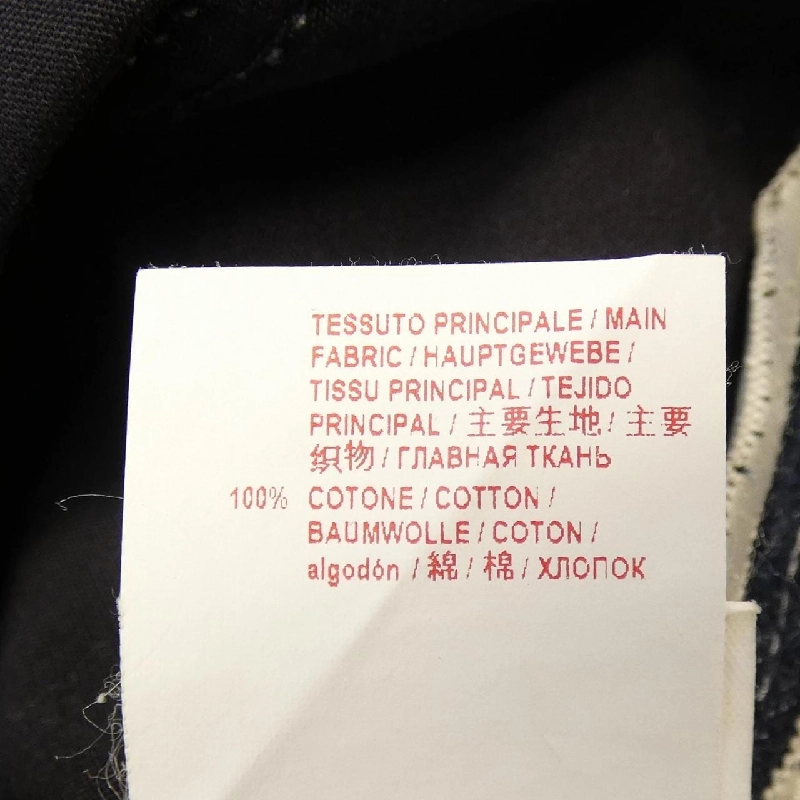 TESSUTO PRINCIPALE / MAIN
FABRIC / HAUPTGEWEBE /
TISSU PRINCIPAL / TEJIDO
PRINCIPAL / 主要生地 / 主要
织物 / ГЛАВНАЯ ТКАНЬ
100% COTONE / COTTON /
BAUMWOLLE / COTON /
algodón / 綿 / 棉 / ХЛОПОК